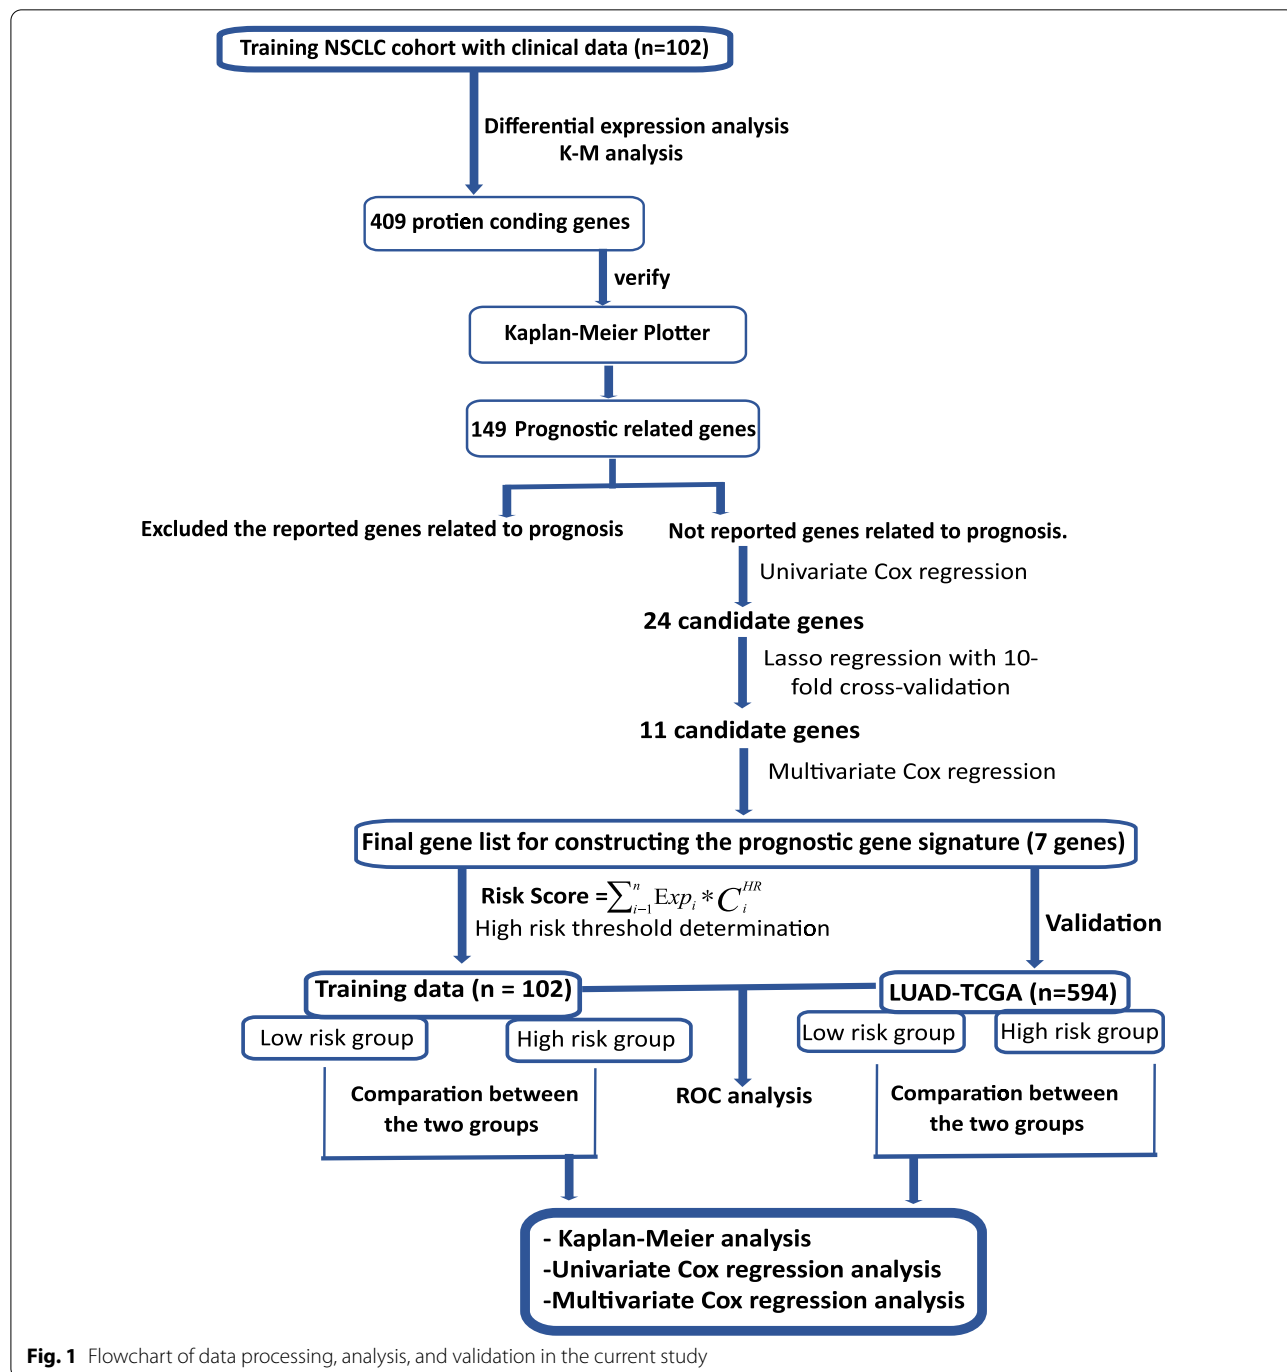 Training NSCLC cohort with clinical data (n=102)
Differential expression analysis
K-M analysis
409 protien conding genes
verify
Kaplan-Meier Plotter
149 Prognostic related genes
Excluded the reported genes related to prognosis
Not reported genes related to prognosis.
Univariate Cox regression
24 candidate genes
Lasso regression with 10-
fold cross-validation
11 candidate genes
Multivariate Cox regression
Final gene list for constructing the prognostic gene signature (7 genes)
Risk Score =∑_{i−1}^{n} Exp_i * C_i^{HR}
High risk threshold determination
Validation
Training data (n = 102)
LUAD-TCGA (n=594)
Low risk group
High risk group
Low risk group
High risk group
Comparation between
the two groups
ROC analysis
Comparation between
the two groups
- Kaplan-Meier analysis
-Univariate Cox regression analysis
-Multivariate Cox regression analysis
Fig. 1 Flowchart of data processing, analysis, and validation in the current study